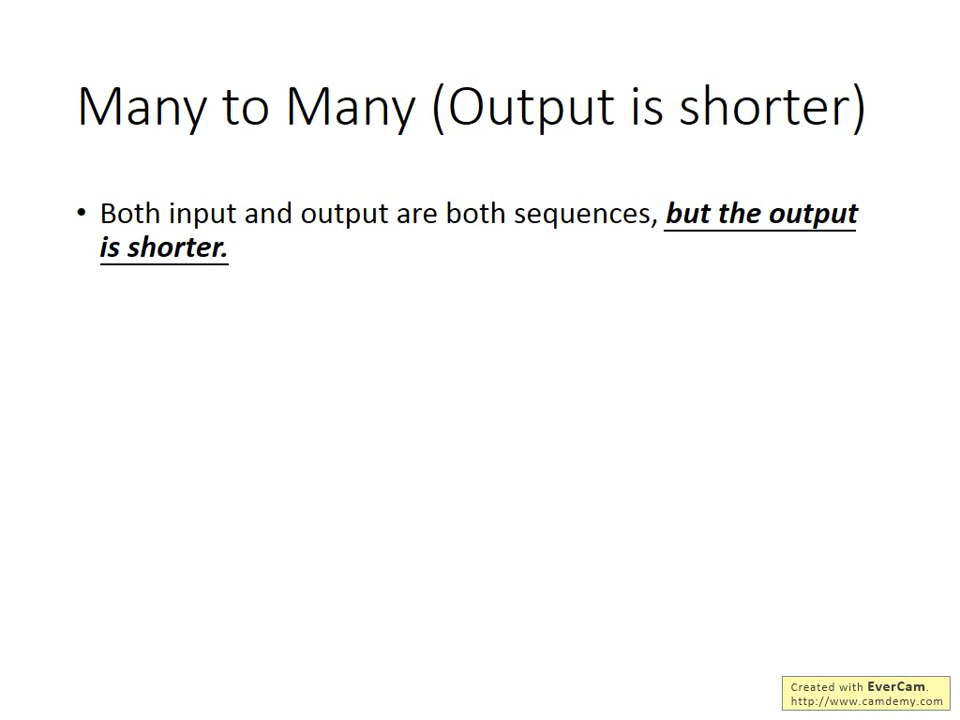 Many to Many (Output is shorter)
• Both input and output are both sequences, but the output
is shorter.
Created with EverCam.
http://www.camdemy.com